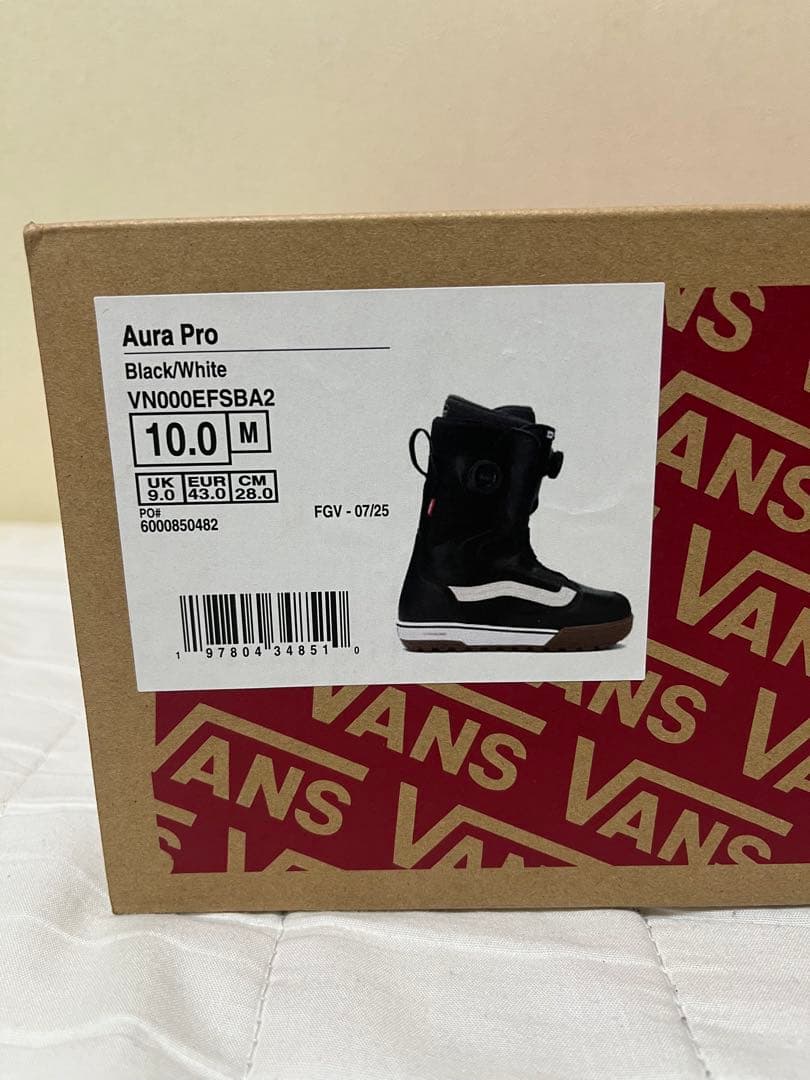 Aura Pro
Black/White
VN000EFSBA2
10.0 M
UK EUR CM
9.0 43.0 28.0
PO#
6000850482
FGV - 07/25
1 97804 34851 0
VANS
VANS
VANS
VANS
VANS
VANS
VANS